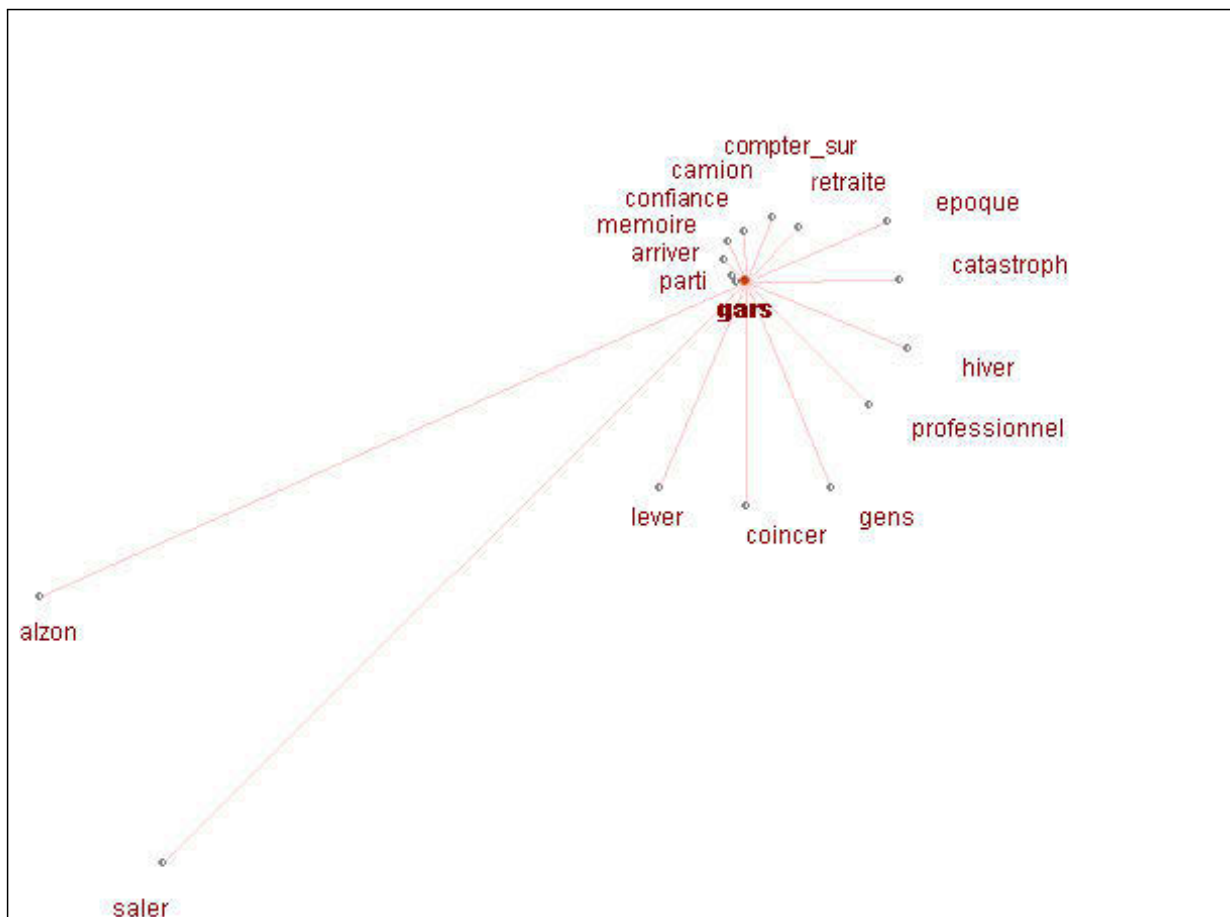 compter_sur
camion
retraite
confiance
epoque
memoire
arriver
catastroph
parti
gars
hiver
professionnel
lever
gens
coincer
alzon
saler